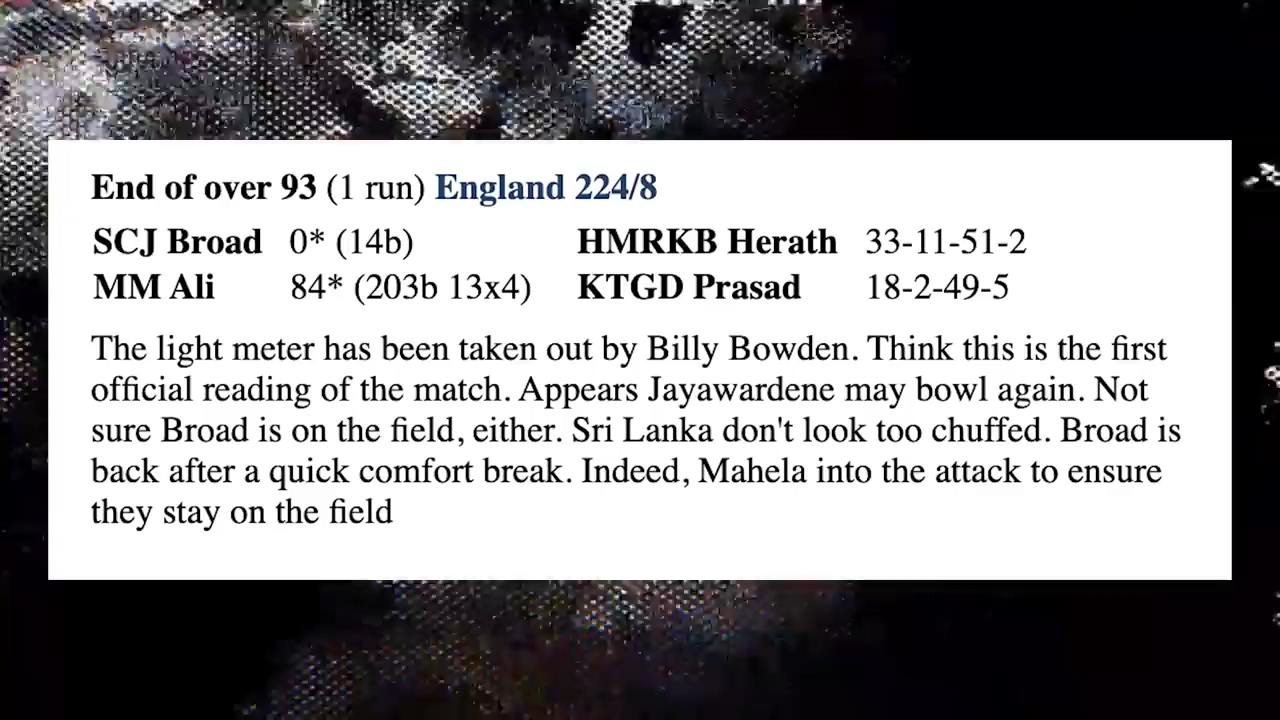 End of over 93 (1 run) England 224/8
SCJ Broad 0* (14b) HMRKB Herath 33-11-51-2
MM Ali 84* (203b 13x4) KTGD Prasad 18-2-49-5
The light meter has been taken out by Billy Bowden. Think this is the first
official reading of the match. Appears Jayawardene may bowl again. Not
sure Broad is on the field, either. Sri Lanka don't look too chuffed. Broad is
back after a quick comfort break. Indeed, Mahela into the attack to ensure
they stay on the field